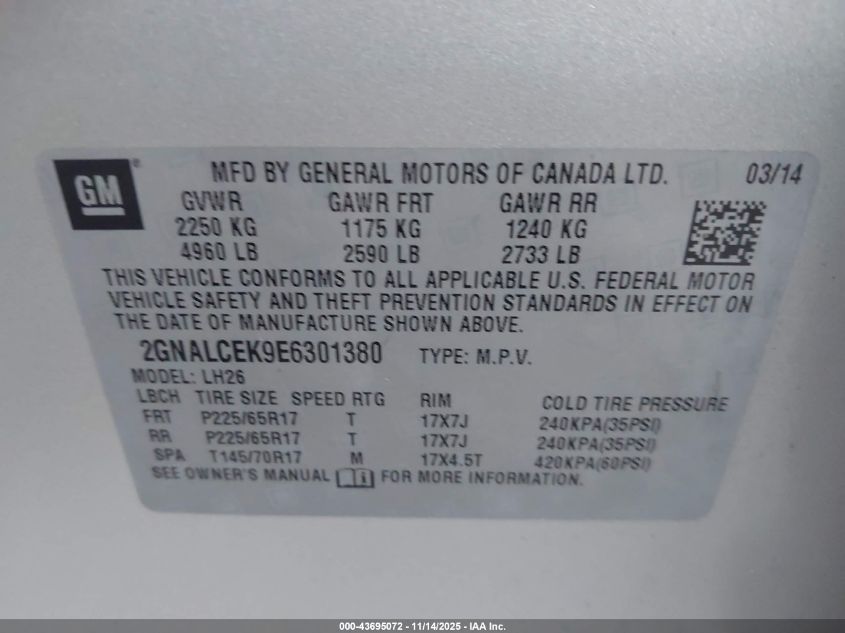 GM
MFD BY GENERAL MOTORS OF CANADA LTD. 03/14
GVWR GAWR FRT GAWR RR
2250 KG 1175 KG 1240 KG
4960 LB 2590 LB 2733 LB
THIS VEHICLE CONFORMS TO ALL APPLICABLE U.S. FEDERAL MOTOR
VEHICLE SAFETY AND THEFT PREVENTION STANDARDS IN EFFECT ON
THE DATE OF MANUFACTURE SHOWN ABOVE.
2GNALCEK9E6301380 TYPE: M.P.V.
MODEL: LH26
LBCH TIRE SIZE SPEED RTG RIM COLD TIRE PRESSURE
FRT P225/65R17 T 17X7J 240KPA(35PSI)
RR P225/65R17 T 17X7J 240KPA(35PSI)
SPA T145/70R17 M 17X4.5T 420KPA(60PSI)
SEE OWNER'S MANUAL FOR MORE INFORMATION.
000-43695072 - 11/14/2025 - IAA Inc.